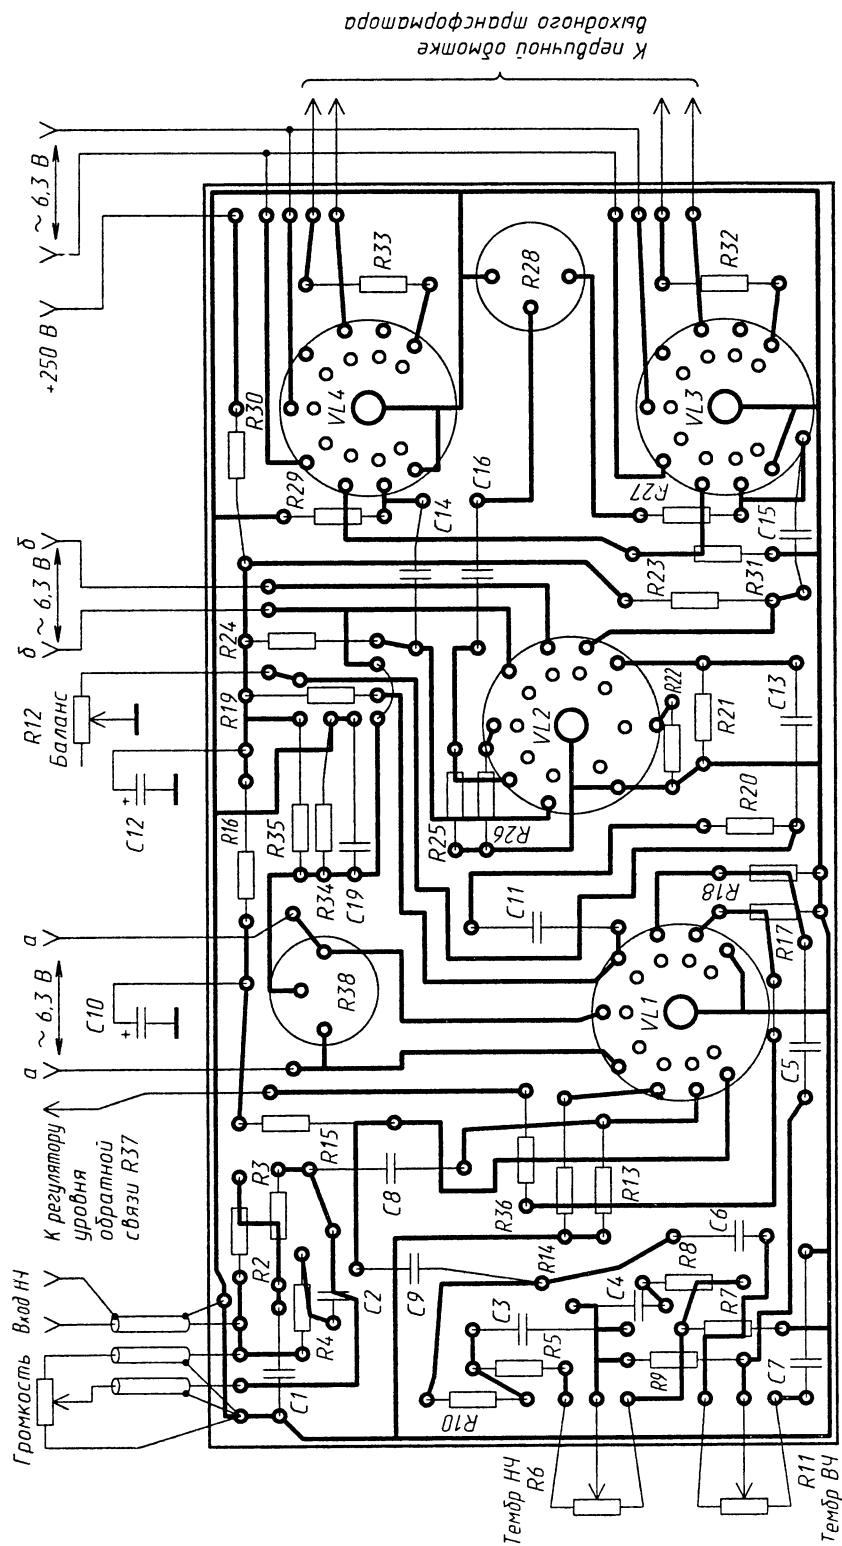 Громкость
Вход НЧ
К регулятору
уровня
обратной
связи R37
а
~ 6,3 В
а
C10
C12
R12
Баланс
б
~ 6,3 В
б
+250 В
~ 6,3 В
К первичной обмотке
выходного трансформатора
R2
R3
R15
R38
R16
R35
R34
C19
R19
R24
R30
R29
VL4
R33
C1
R4
C2
C9
C8
C14
C16
R28
R36
R14
R13
C11
R25
R26
VL2
R22
R23
R27
R31
C15
VL3
R32
R10
C3
R5
C4
R8
C6
R9
R7
C7
VL1
C5
R17
R18
R20
R21
C13
Тембр НЧ
R6
R11
Тембр ВЧ